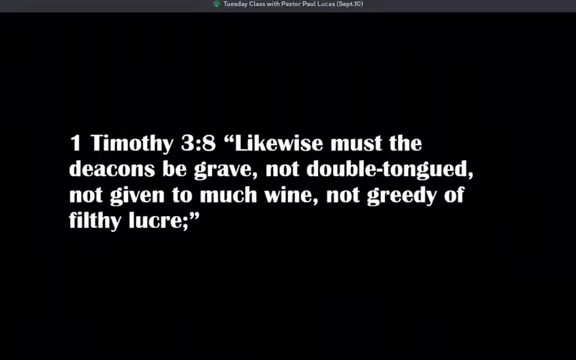 Tuesday Class with Pastor Paul Lucas (Sept.10)
1 Timothy 3:8 “Likewise must the
deacons be grave, not double-tongued,
not given to much wine, not greedy of
filthy lucre;”